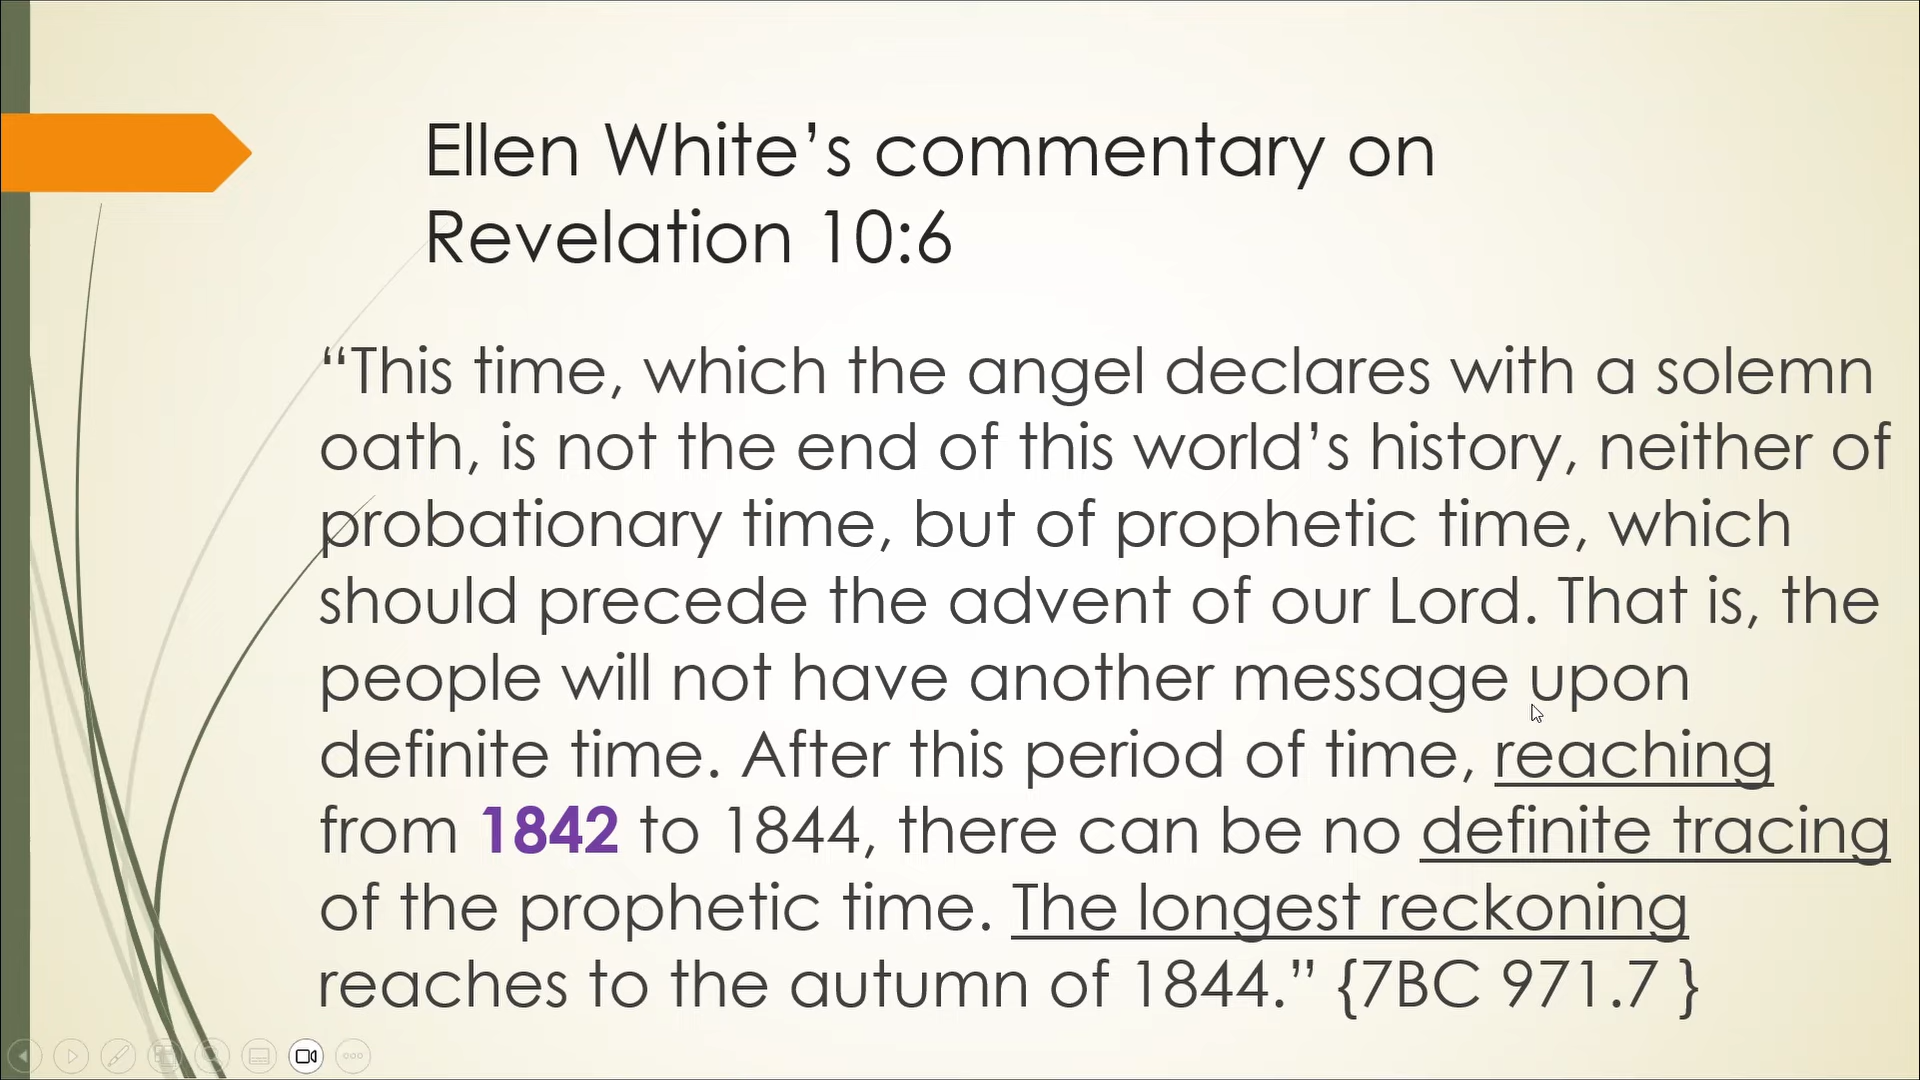 Ellen White’s commentary on
Revelation 10:6
“This time, which the angel declares with a solemn
oath, is not the end of this world’s history, neither of
probationary time, but of prophetic time, which
should precede the advent of our Lord. That is, the
people will not have another message upon
definite time. After this period of time, reaching
from 1842 to 1844, there can be no definite tracing
of the prophetic time. The longest reckoning
reaches to the autumn of 1844.” {7BC 971.7 }